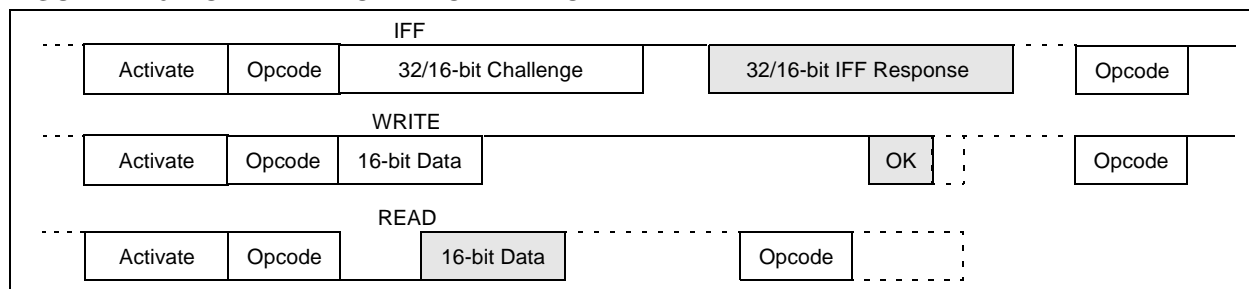 IFF
Activate Opcode 32/16-bit Challenge 32/16-bit IFF Response Opcode
WRITE
Activate Opcode 16-bit Data OK Opcode
READ
Activate Opcode 16-bit Data Opcode